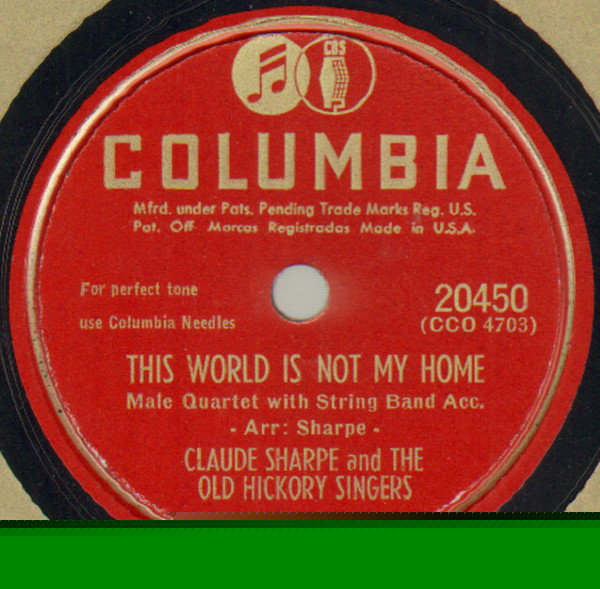 CBS
COLUMBIA
Mfrd. under Pats. Pending Trade Marks Reg. U.S.
Pat. Off Marcas Registradas Made in U.S.A.
For perfect tone
use Columbia Needles
20450
(CCO 4703)
THIS WORLD IS NOT MY HOME
Male Quartet with String Band Acc.
- Arr: Sharpe -
CLAUDE SHARPE and THE
OLD HICKORY SINGERS